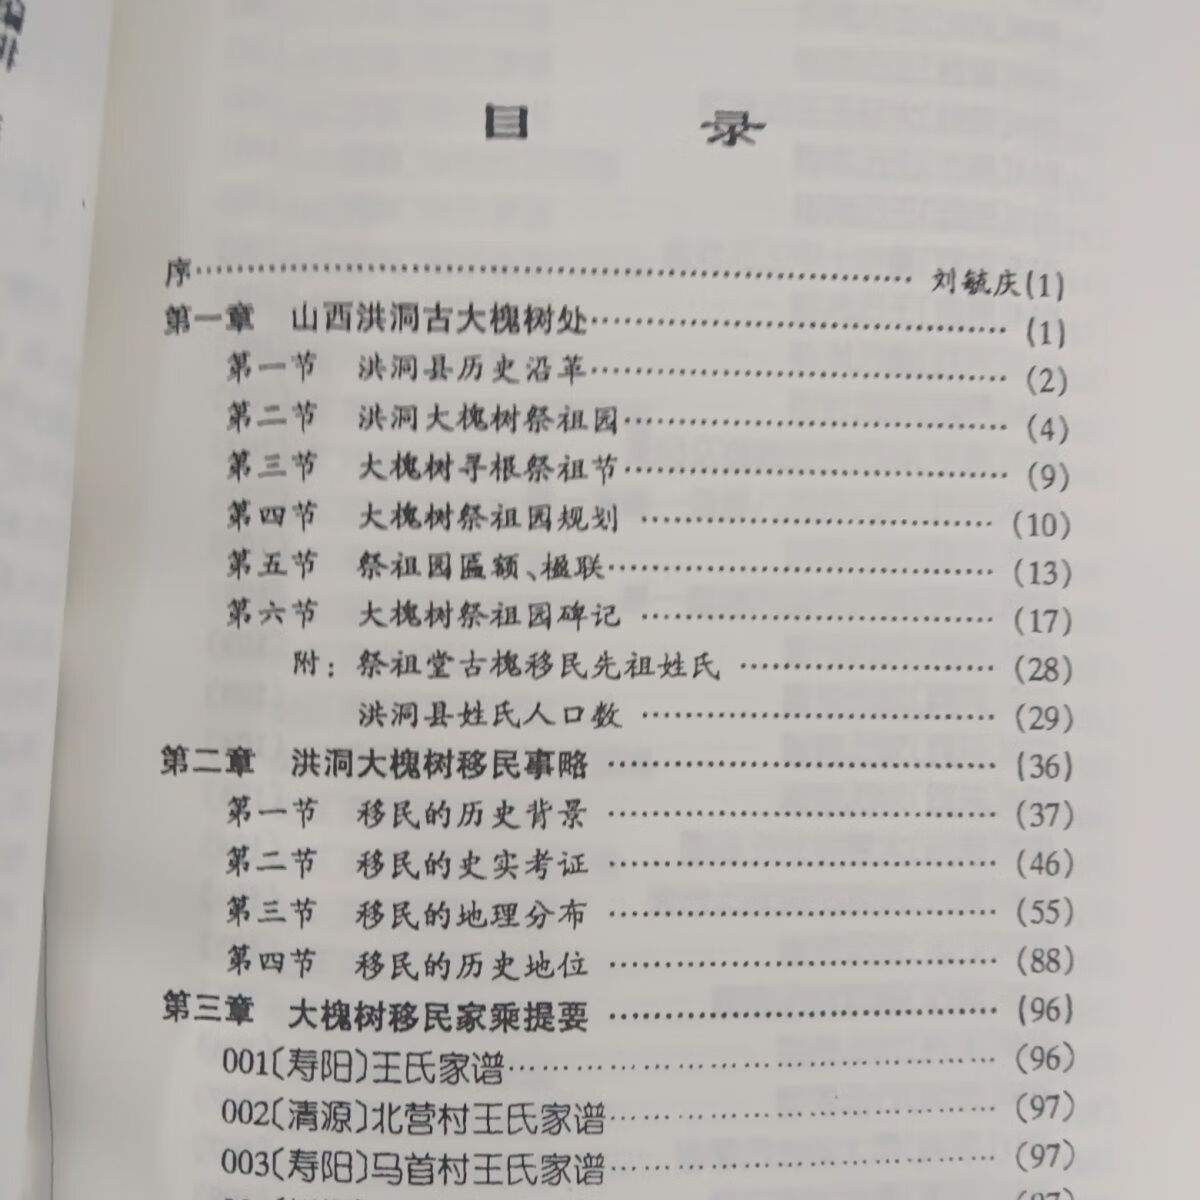 目 录
序……………………………………………… 刘毓庆(1)
第一章 山西洪洞古大槐树处………………………… (1)
第一节 洪洞县历史沿革………………………… (2)
第二节 洪洞大槐树祭祖园……………………… (4)
第三节 大槐树寻根祭祖节……………………… (9)
第四节 大槐树祭祖园规划 …………………… (10)
第五节 祭祖园匾额、楹联……………………… (13)
第六节 大槐树祭祖园碑记 …………………… (17)
附：祭祖堂古槐移民先祖姓氏 ……………… (28)
洪洞县姓氏人口数 …………………… (29)
第二章 洪洞大槐树移民事略 ……………………… (36)
第一节 移民的历史背景 ……………………… (37)
第二节 移民的史实考证 ……………………… (46)
第三节 移民的地理分布 ……………………… (55)
第四节 移民的历史地位 ……………………… (88)
第三章 大槐树移民家乘提要 ……………………… (96)
001〔寿阳〕王氏家谱…………………………… (96)
002〔清源〕北营村王氏家谱…………………… (97)
003〔寿阳〕马首村王氏家谱…………………… (97)